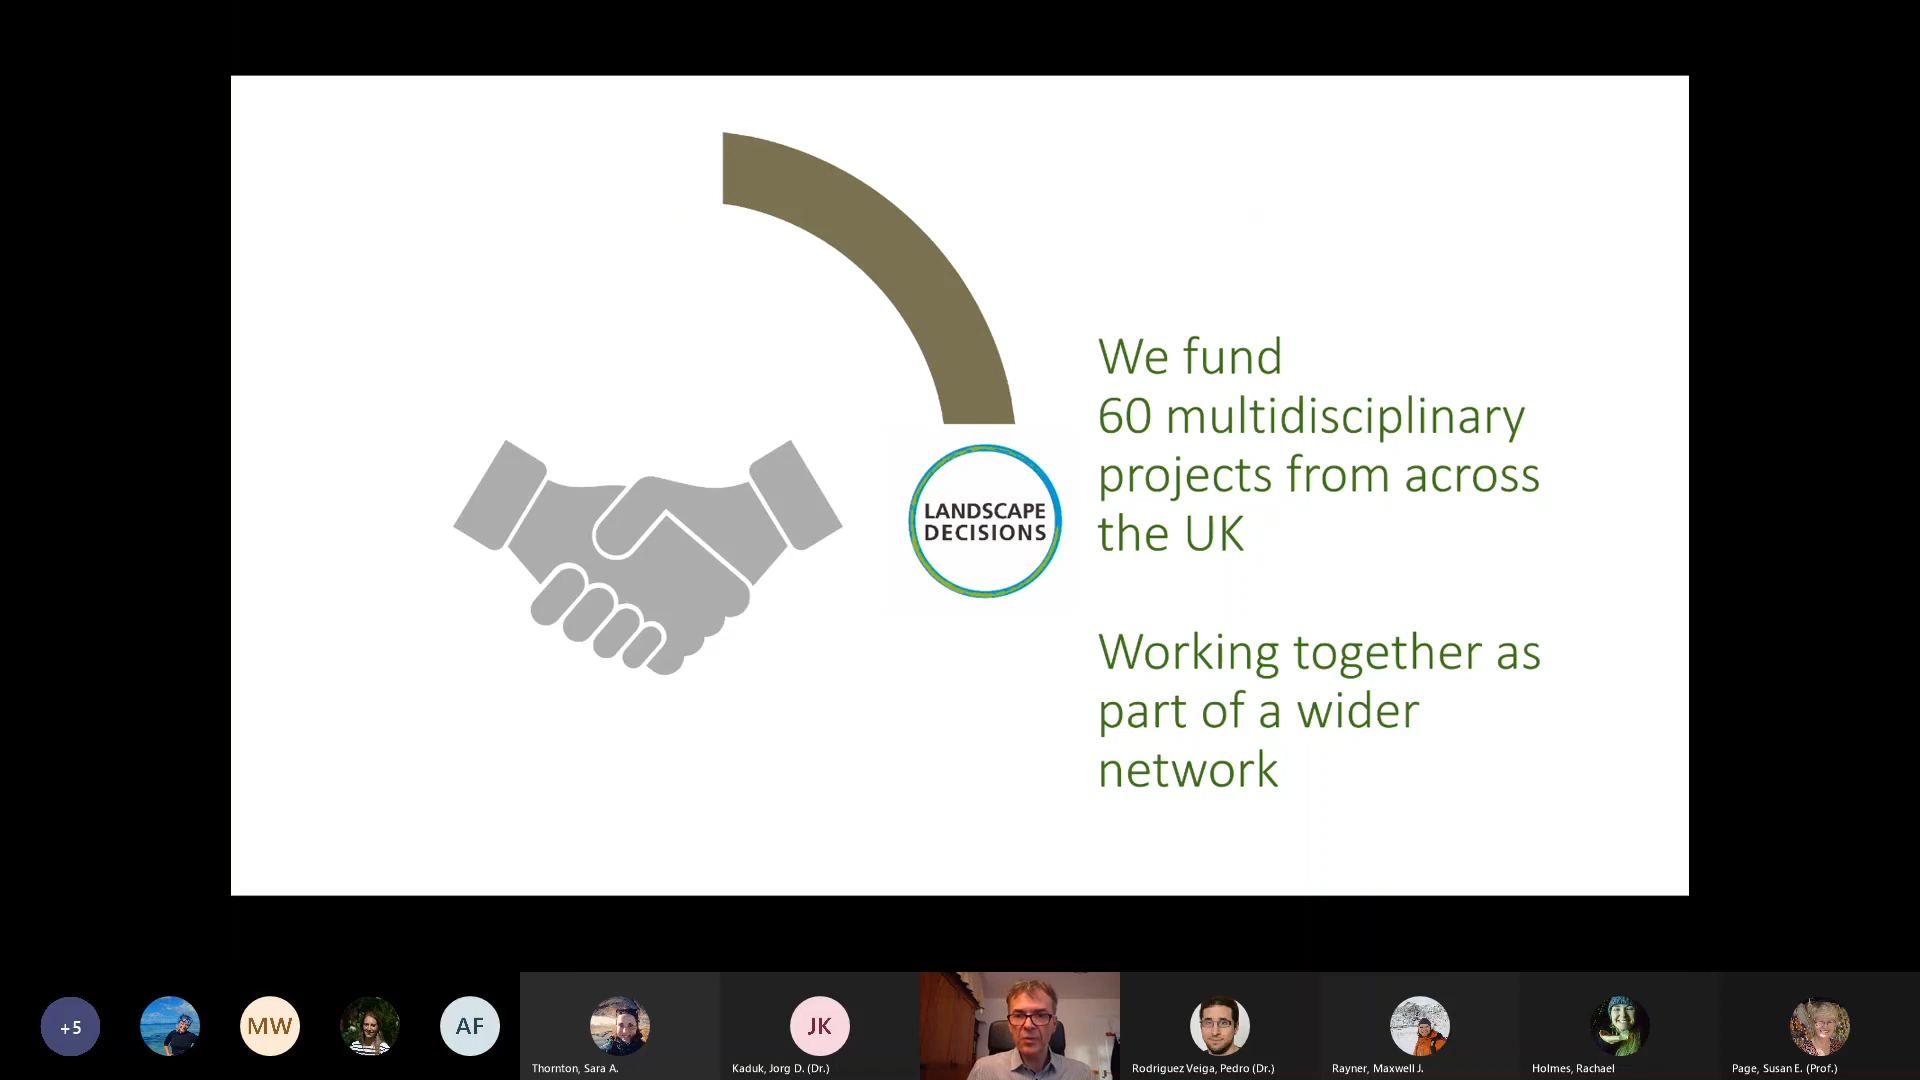 We fund
60 multidisciplinary
projects from across
the UK
LANDSCAPE
DECISIONS
Working together as
part of a wider
network
+5
MW
AF
JK
Thornton, Sara A.
Kaduk, Jorg D. (Dr.)
Rodriguez Veiga, Pedro (Dr.)
Rayner, Maxwell J.
Holmes, Rachael
Page, Susan E. (Prof.)